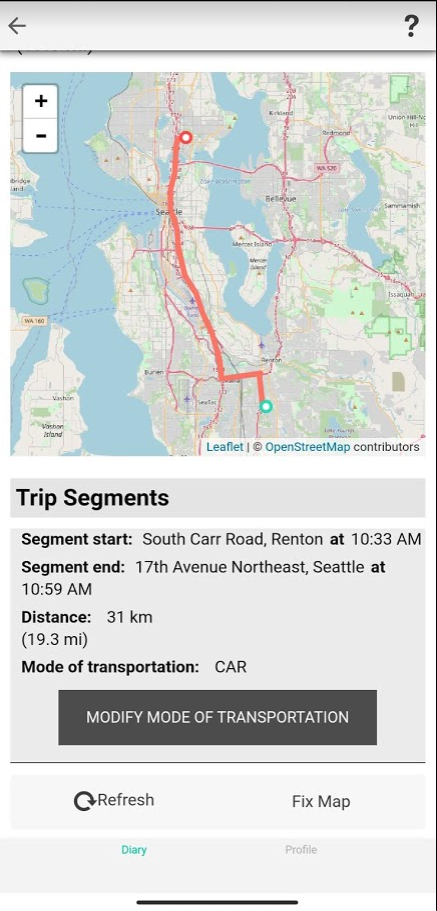 ?
+
-
Kirkland
Redmond
Union Hill-No
WA 520
Bellevue
Sammamish
Seattle
Mercer Island
Mercer
Island
Issaquah
WA 160
Burien
Renton
SeaTac
Vashon
Vashon
Island
Leaflet | © OpenStreetMap contributors
Trip Segments
Segment start: South Carr Road, Renton at 10:33 AM
Segment end: 17th Avenue Northeast, Seattle at
10:59 AM
Distance: 31 km
(19.3 mi)
Mode of transportation: CAR
MODIFY MODE OF TRANSPORTATION
Refresh
Fix Map
Diary
Profile